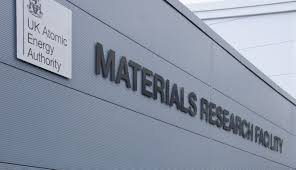 UK Atomic
Energy
Authority
MATERIALS RESEARCH FACILITY